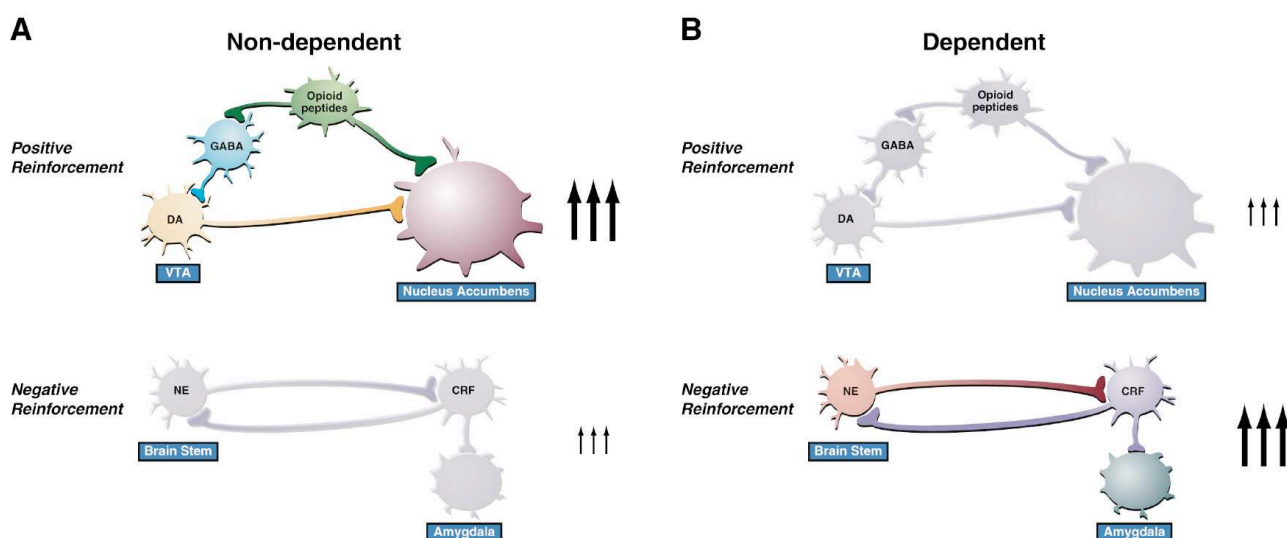 A
Non-dependent
Positive
Reinforcement
Opioid
peptides
GABA
DA
VTA
Nucleus Accumbens
Negative
Reinforcement
NE
CRF
Brain Stem
Amygdala
B
Dependent
Positive
Reinforcement
Opioid
peptides
GABA
DA
VTA
Nucleus Accumbens
Negative
Reinforcement
NE
CRF
Brain Stem
Amygdala